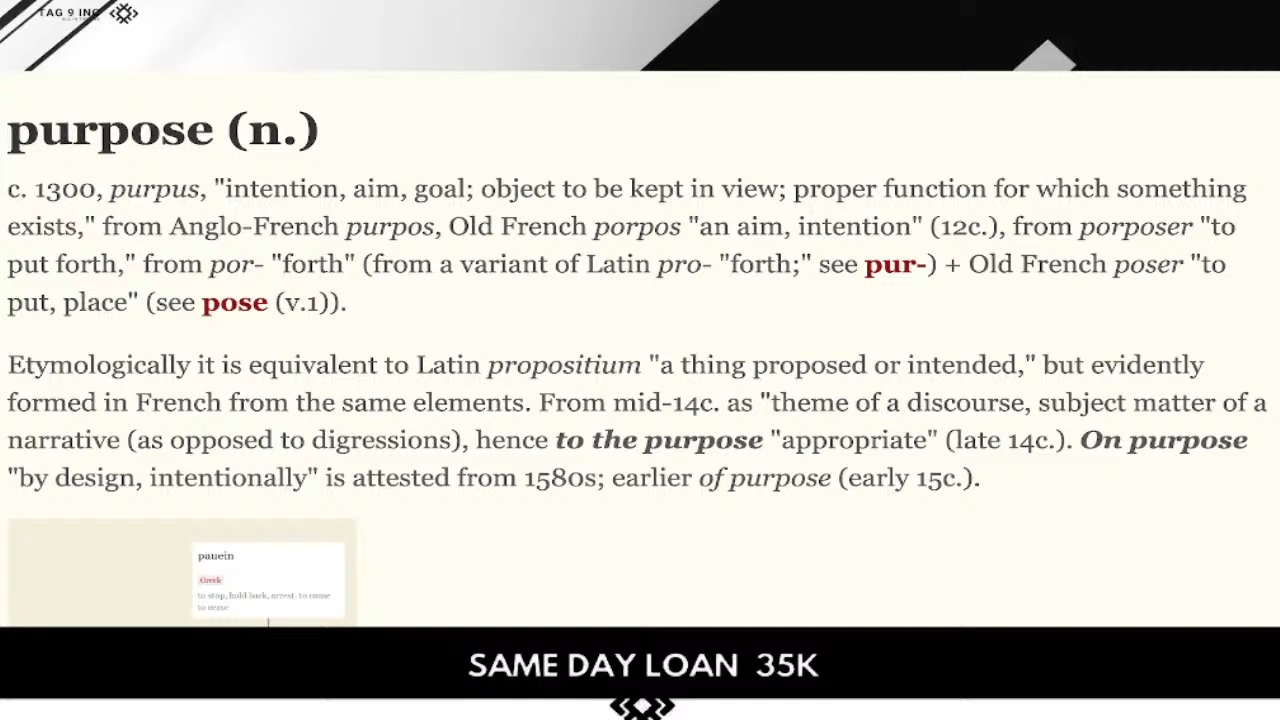 TAG 9 INC
purpose (n.)
c. 1300, purpus, "intention, aim, goal; object to be kept in view; proper function for which something
exists," from Anglo-French purpos, Old French porpos "an aim, intention" (12c.), from porposer "to
put forth," from por- "forth" (from a variant of Latin pro- "forth;" see pur-) + Old French poser "to
put, place" (see pose (v.1)).
Etymologically it is equivalent to Latin propositium "a thing proposed or intended," but evidently
formed in French from the same elements. From mid-14c. as "theme of a discourse, subject matter of a
narrative (as opposed to digressions), hence to the purpose "appropriate" (late 14c.). On purpose
"by design, intentionally" is attested from 1580s; earlier of purpose (early 15c.).
pauein
Greek
to stop, hold back, arrest, to cause
to cease
SAME DAY LOAN 35K